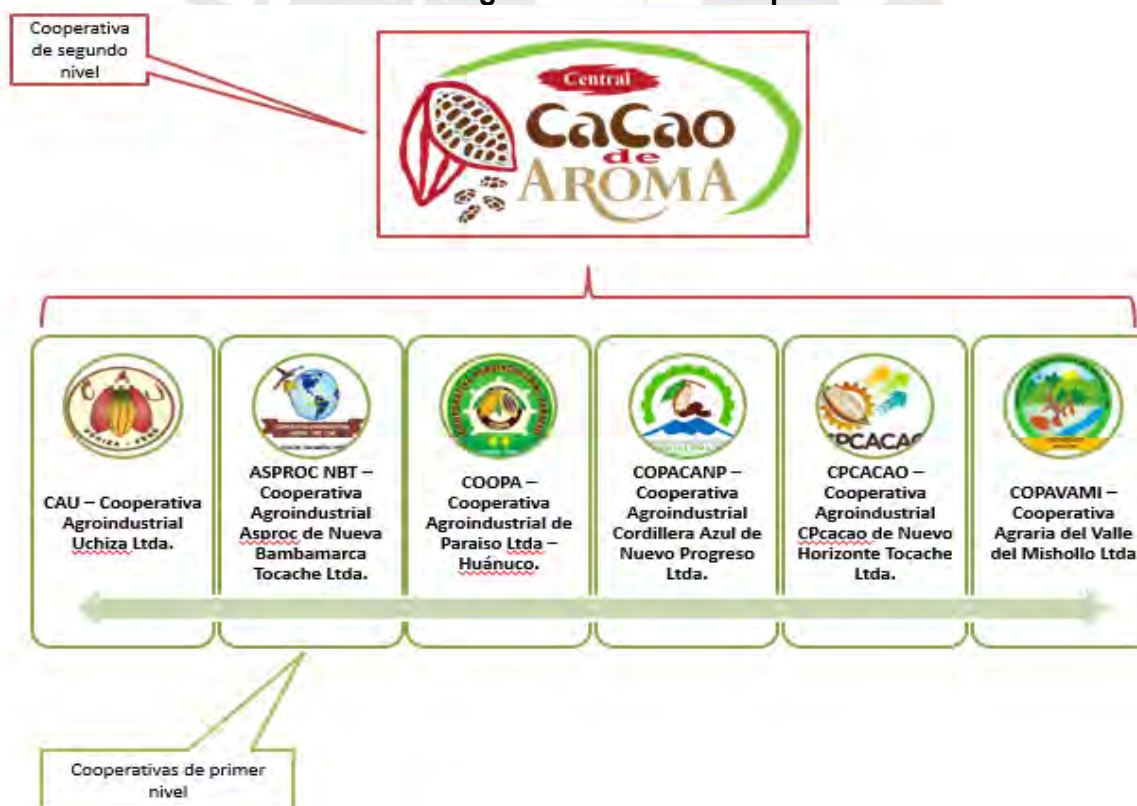 Cooperativa
de segundo
nivel
Central
CaCao
de
AROMA
C A U
UCHIZA - PERÚ
CAU – Cooperativa
Agroindustrial
Uchiza Ltda.
ASPROC NBT –
Cooperativa
Agroindustrial
Asproc de Nueva
Bambamarca
Tocache Ltda.
COOPA –
Cooperativa
Agroindustrial de
Paraiso Ltda –
Huánuco.
COPACANP –
Cooperativa
Agroindustrial
Cordillera Azul de
Nuevo Progreso
Ltda.
CPCACAO
CPCACAO –
Cooperativa
Agroindustrial
CPcacao de Nuevo
Horizonte Tocache
Ltda.
COPAVAMI –
Cooperativa
Agraria del Valle
del Mishollo Ltda
Cooperativas de primer
nivel